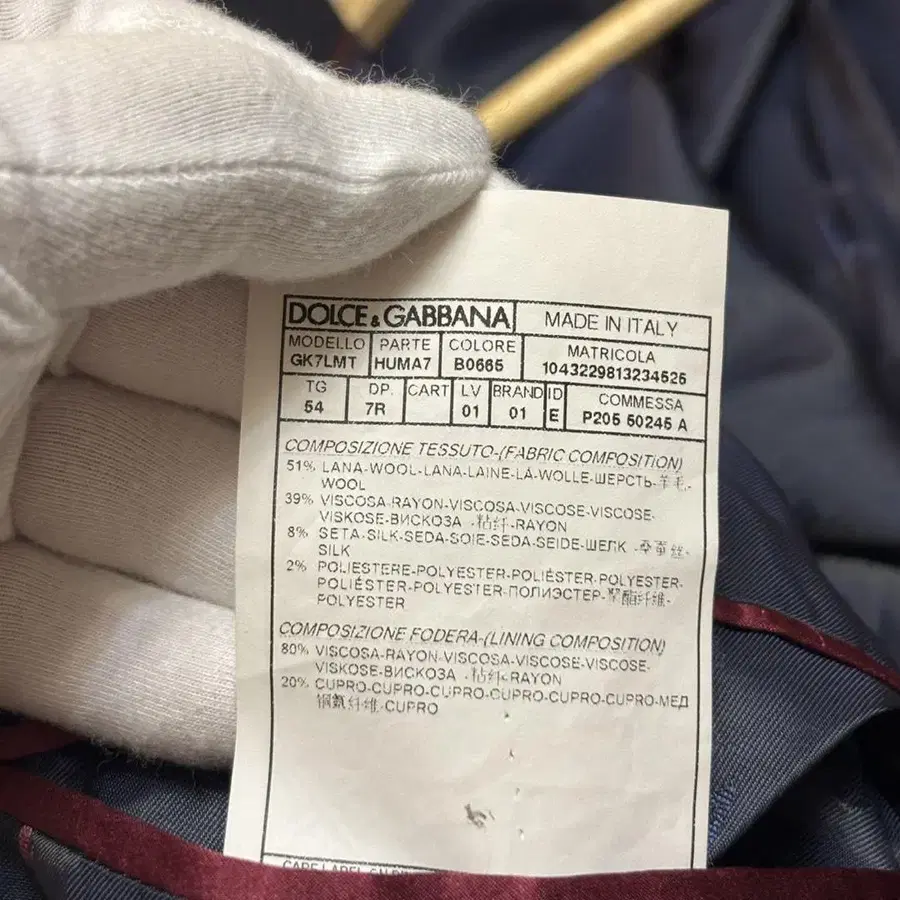 DOLCE & GABBANA MADE IN ITALY
MODELLO PARTE COLORE MATRICOLA
GK7LMT HUMA7 B0665 1043229813234526
TG DP. CART LV BRAND ID COMMESSA
54 7R 01 01 E P205 50245 A
COMPOSIZIONE TESSUTO-(FABRIC COMPOSITION)
51% LANA-WOOL-LANA-LAINE-LÃ-WOLLE-ШЕРСТЬ-羊毛-
WOOL
39% VISCOSA-RAYON-VISCOSA-VISCOSE-VISCOSE-
VISKOSE-ВИСКОЗА -粘纤-RAYON
8% SETA-SILK-SEDA-SOIE-SEDA-SEIDE-ШЕЛК -桑蚕丝-
SILK
2% POLIESTERE-POLYESTER-POLIÉSTER-POLYESTER-
POLIÉSTER-POLYESTER-ПОЛИЭСТЕР-聚酯纤维-
POLYESTER
COMPOSIZIONE FODERA-(LINING COMPOSITION)
80% VISCOSA-RAYON-VISCOSA-VISCOSE-VISCOSE-
VISKOSE-ВИСКОЗА -粘纤-RAYON
20% CUPRO-CUPRO-CUPRO-CUPRO-CUPRO-CUPRO-МЕД
铜氨纤维-CUPRO
CARE LABEL